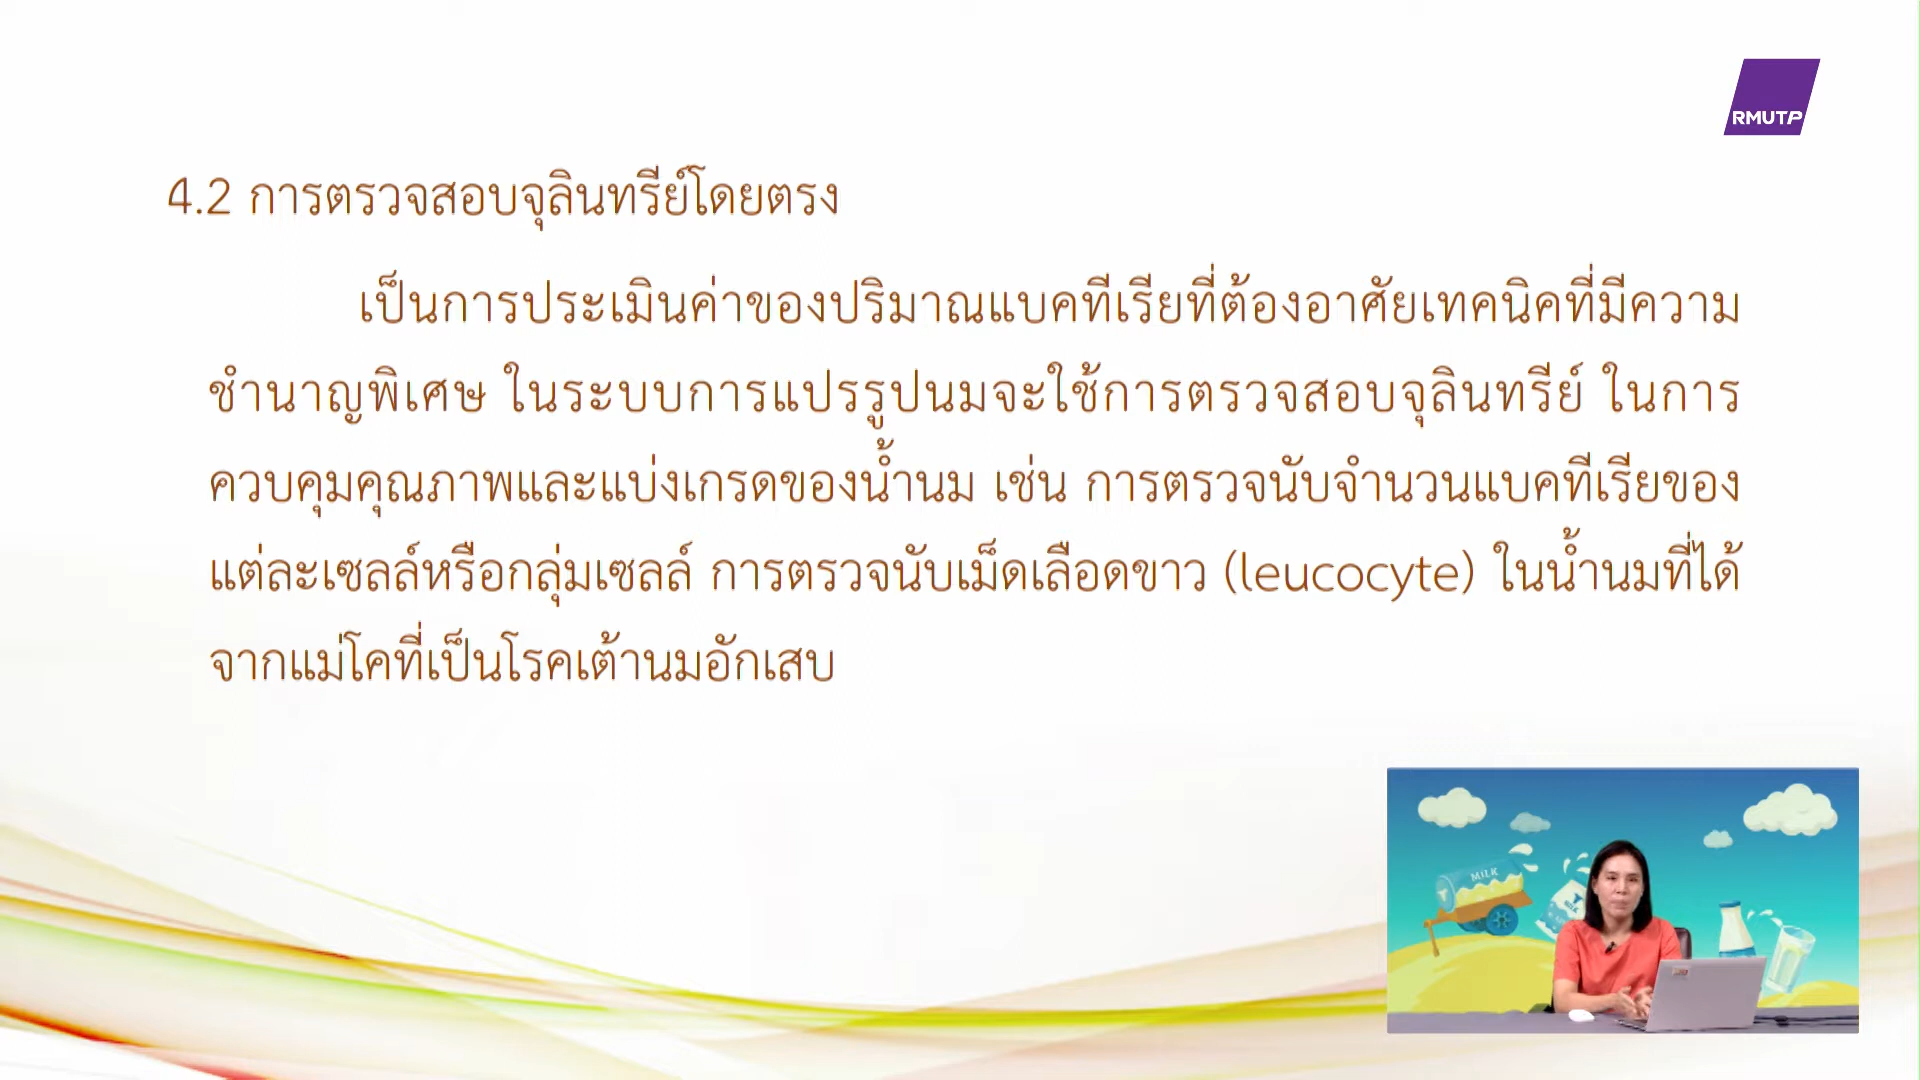 RMUTP
4.2 การตรวจสอบจุลินทรีย์โดยตรง
เป็นการประเมินค่าของปริมาณแบคทีเรียที่ต้องอาศัยเทคนิคที่มีความ
ชำนาญพิเศษ ในระบบการแปรรูปนมจะใช้การตรวจสอบจุลินทรีย์ ในการ
ควบคุมคุณภาพและแบ่งเกรดของน้ำนม เช่น การตรวจนับจำนวนแบคทีเรียของ
แต่ละเซลล์หรือกลุ่มเซลล์ การตรวจนับเม็ดเลือดขาว (leucocyte) ในน้ำนมที่ได้
จากแม่โคที่เป็นโรคเต้านมอักเสบ
MILK